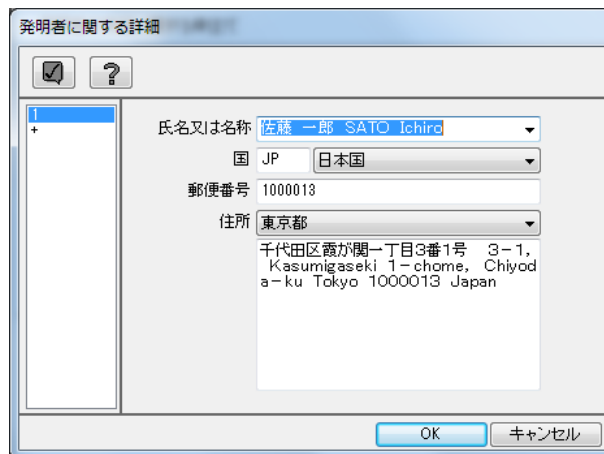 発明者に関する詳細
1
+
氏名又は名称 佐藤 一郎 SATO Ichiro
国 JP 日本国
郵便番号 1000013
住所 東京都
千代田区霞が関一丁目3番1号 3-1,
Kasumigaseki 1-chome, Chiyod
a-ku Tokyo 1000013 Japan
OK キャンセル